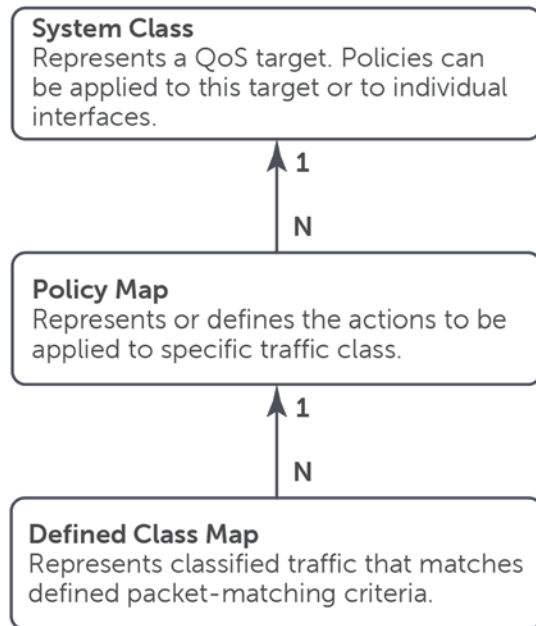 System Class
Represents a QoS target. Policies can
be applied to this target or to individual
interfaces.
1
N
Policy Map
Represents or defines the actions to be
applied to specific traffic class.
1
N
Defined Class Map
Represents classified traffic that matches
defined packet-matching criteria.